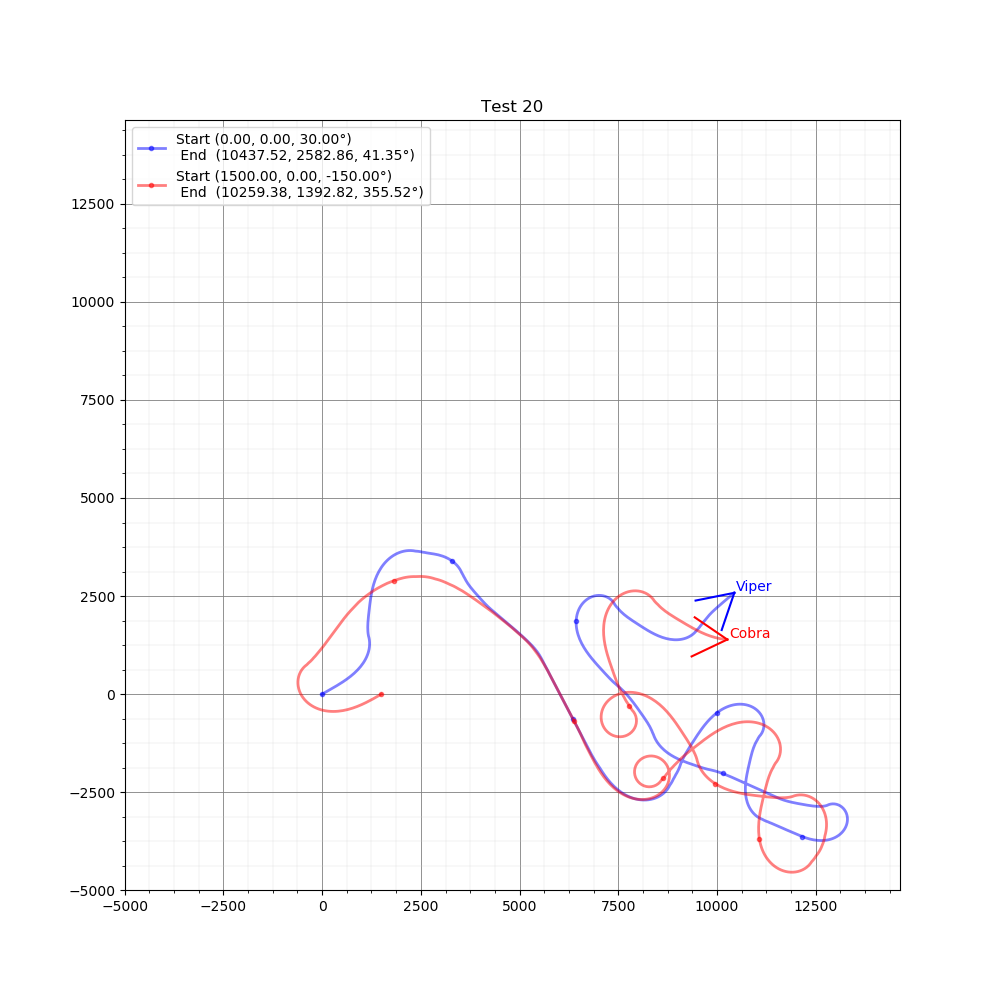 Test 20
Start (0.00, 0.00, 30.00°)
End (10437.52, 2582.86, 41.35°)
Start (1500.00, 0.00, -150.00°)
End (10259.38, 1392.82, 355.52°)
12500
10000
7500
5000
2500
0
−2500
−5000
Viper
Cobra
−5000 −2500 0 2500 5000 7500 10000 12500